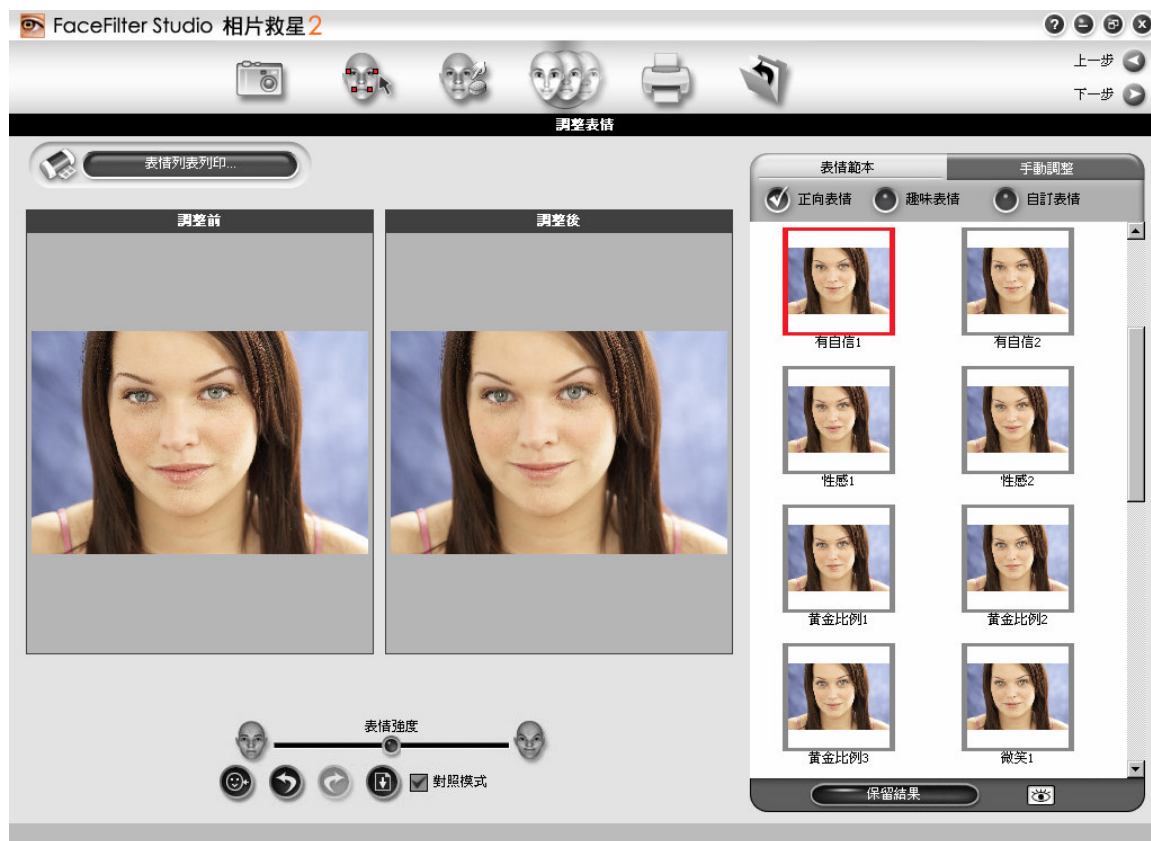 FaceFilter Studio 相片救星2
上一步
下一步
調整表情
表情列表列印...
表情範本 手動調整
正向表情 趣味表情 自訂表情
調整前 調整後
有自信1 有自信2
性感1 性感2
黃金比例1 黃金比例2
黃金比例3 微笑1
表情強度
對照模式
保留結果